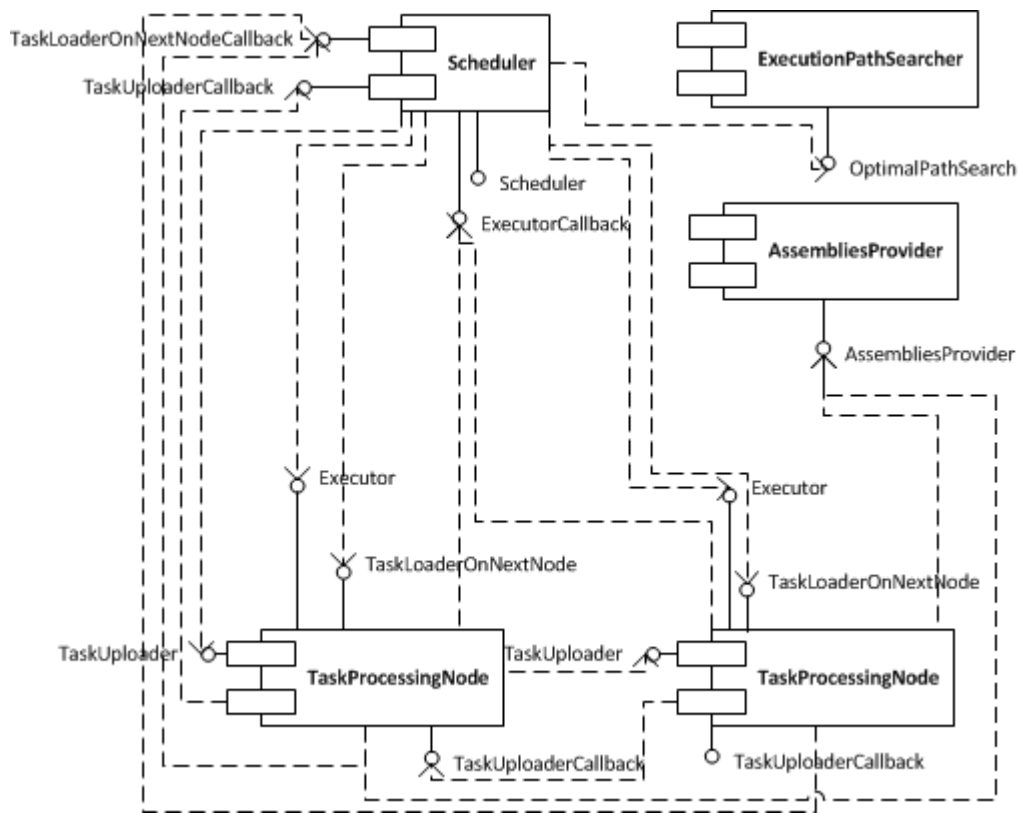 TaskLoaderOnNextNodeCallback
Scheduler
ExecutionPathSearcher
TaskUploaderCallback
OptimalPathSearch
Scheduler
ExecutorCallback
AssembliesProvider
AssembliesProvider
Executor
Executor
TaskLoaderOnNextNode
TaskLoaderOnNextNode
TaskUploader
TaskProcessingNode
TaskUploader
TaskProcessingNode
TaskUploaderCallback
TaskUploaderCallback